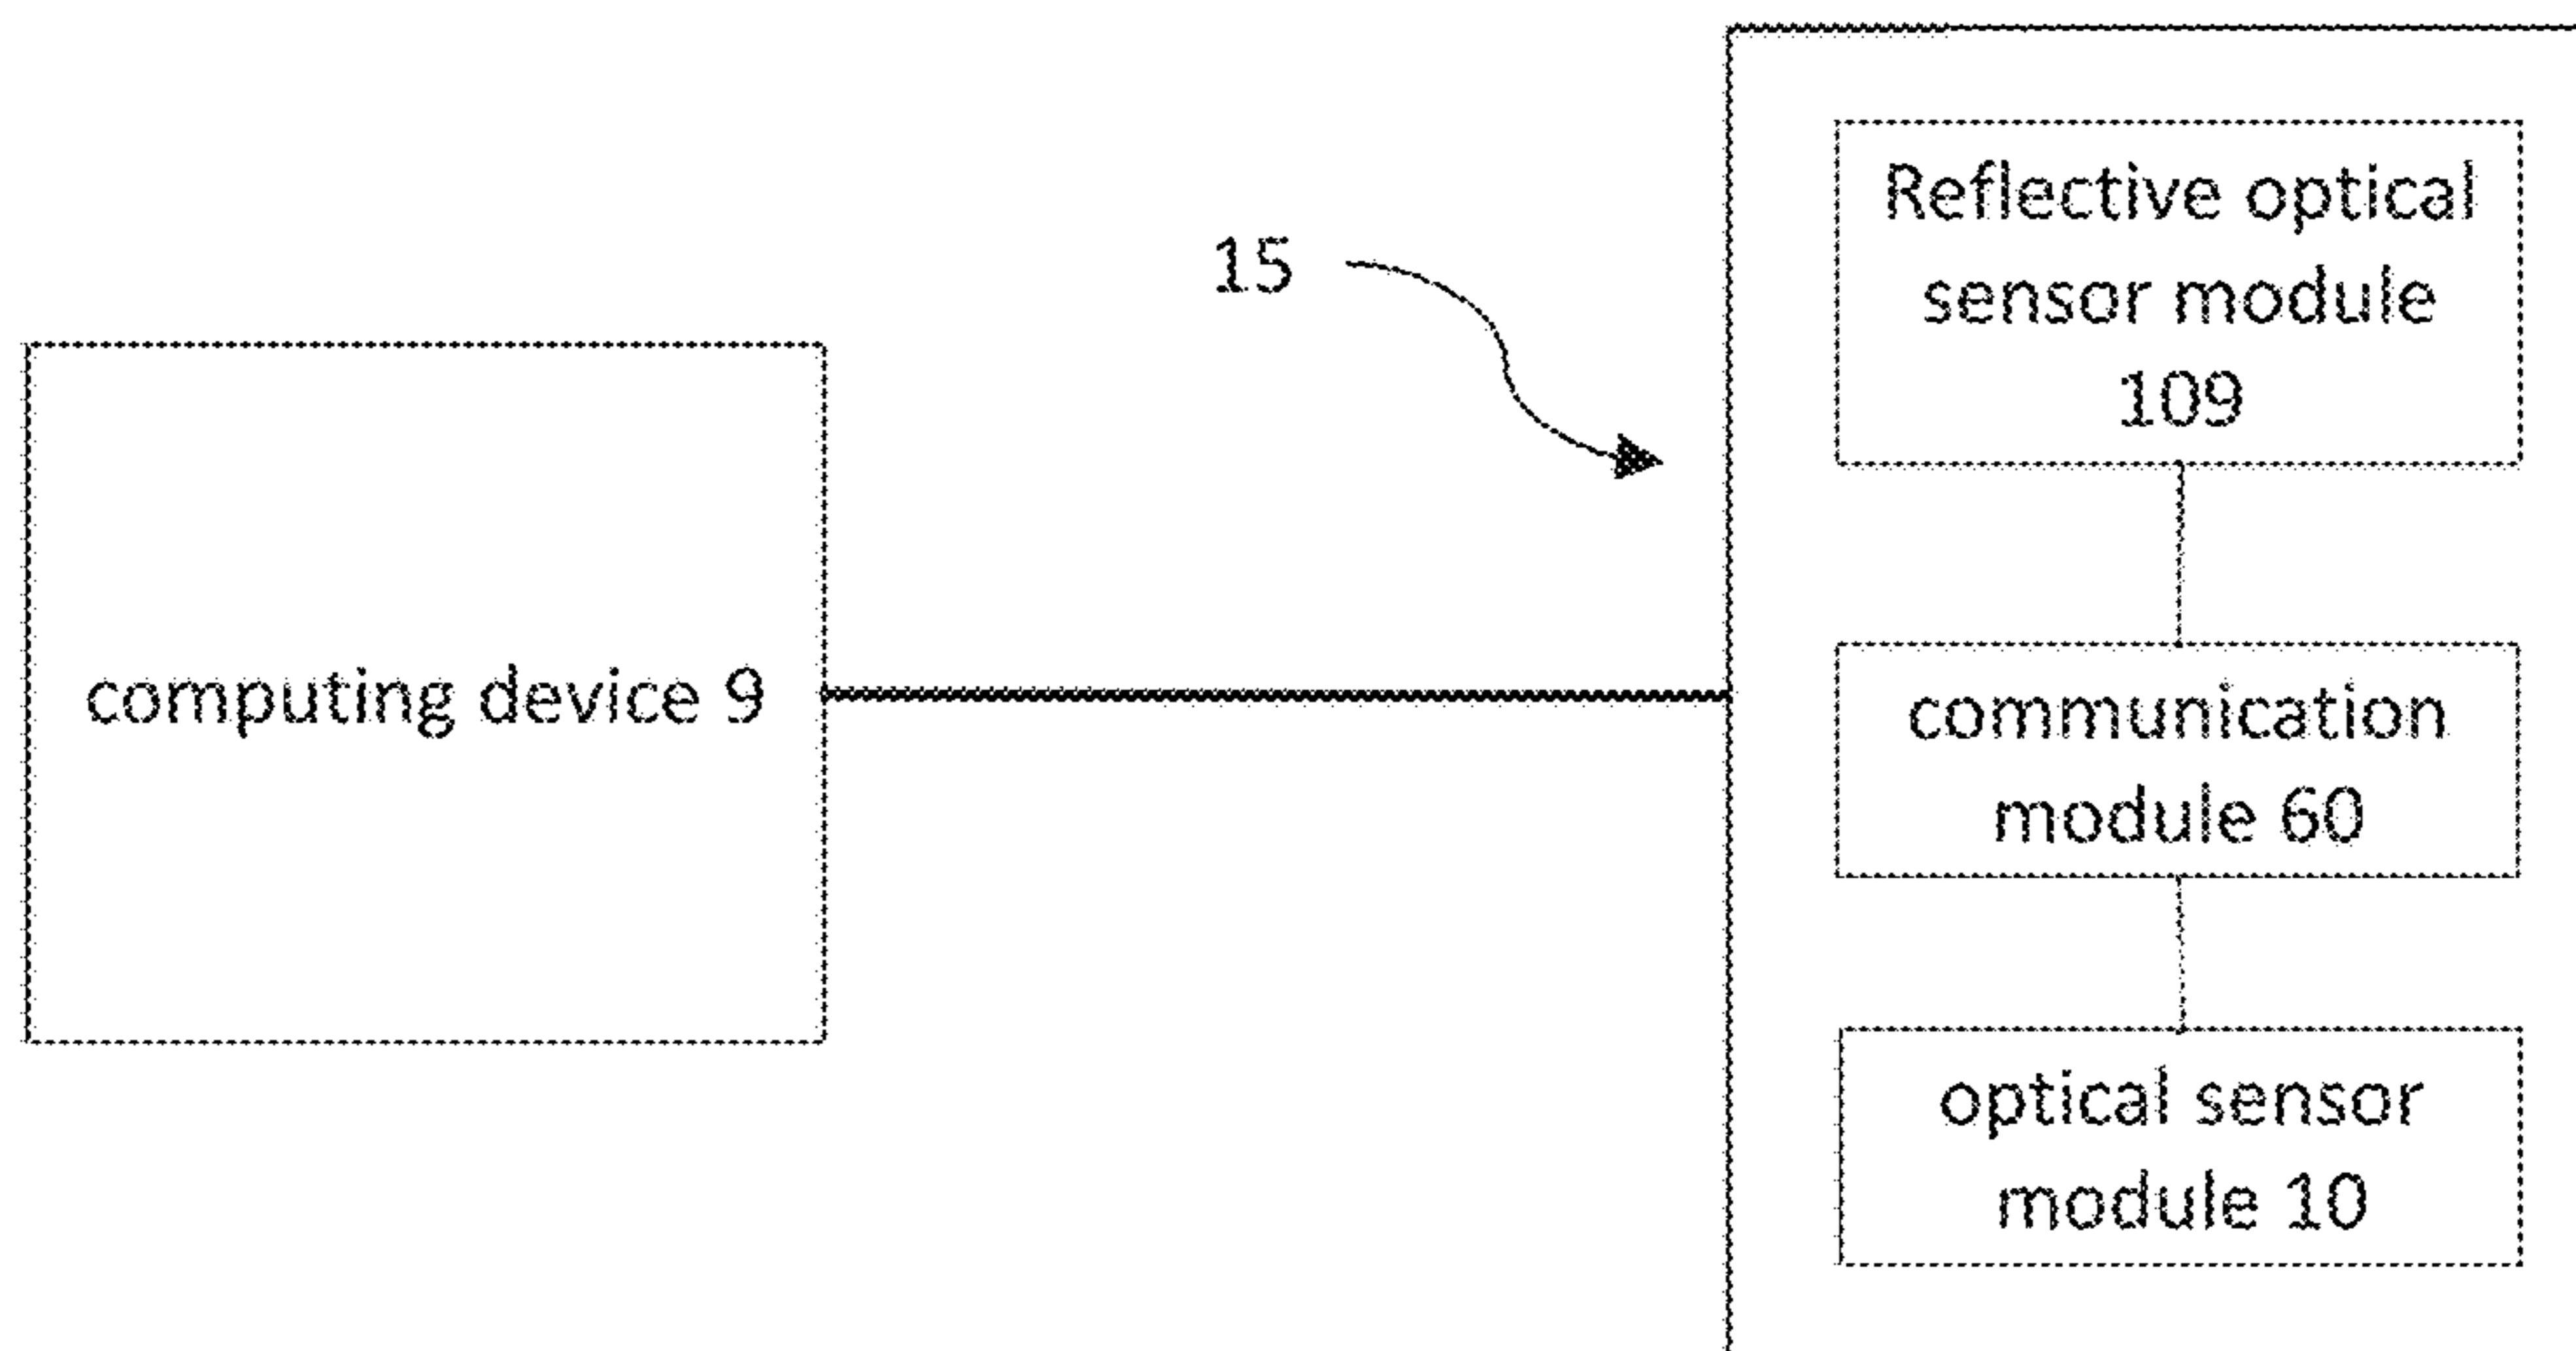 15
computing device 9
Reflective optical
sensor module
109
communication
module 60
optical sensor
module 10